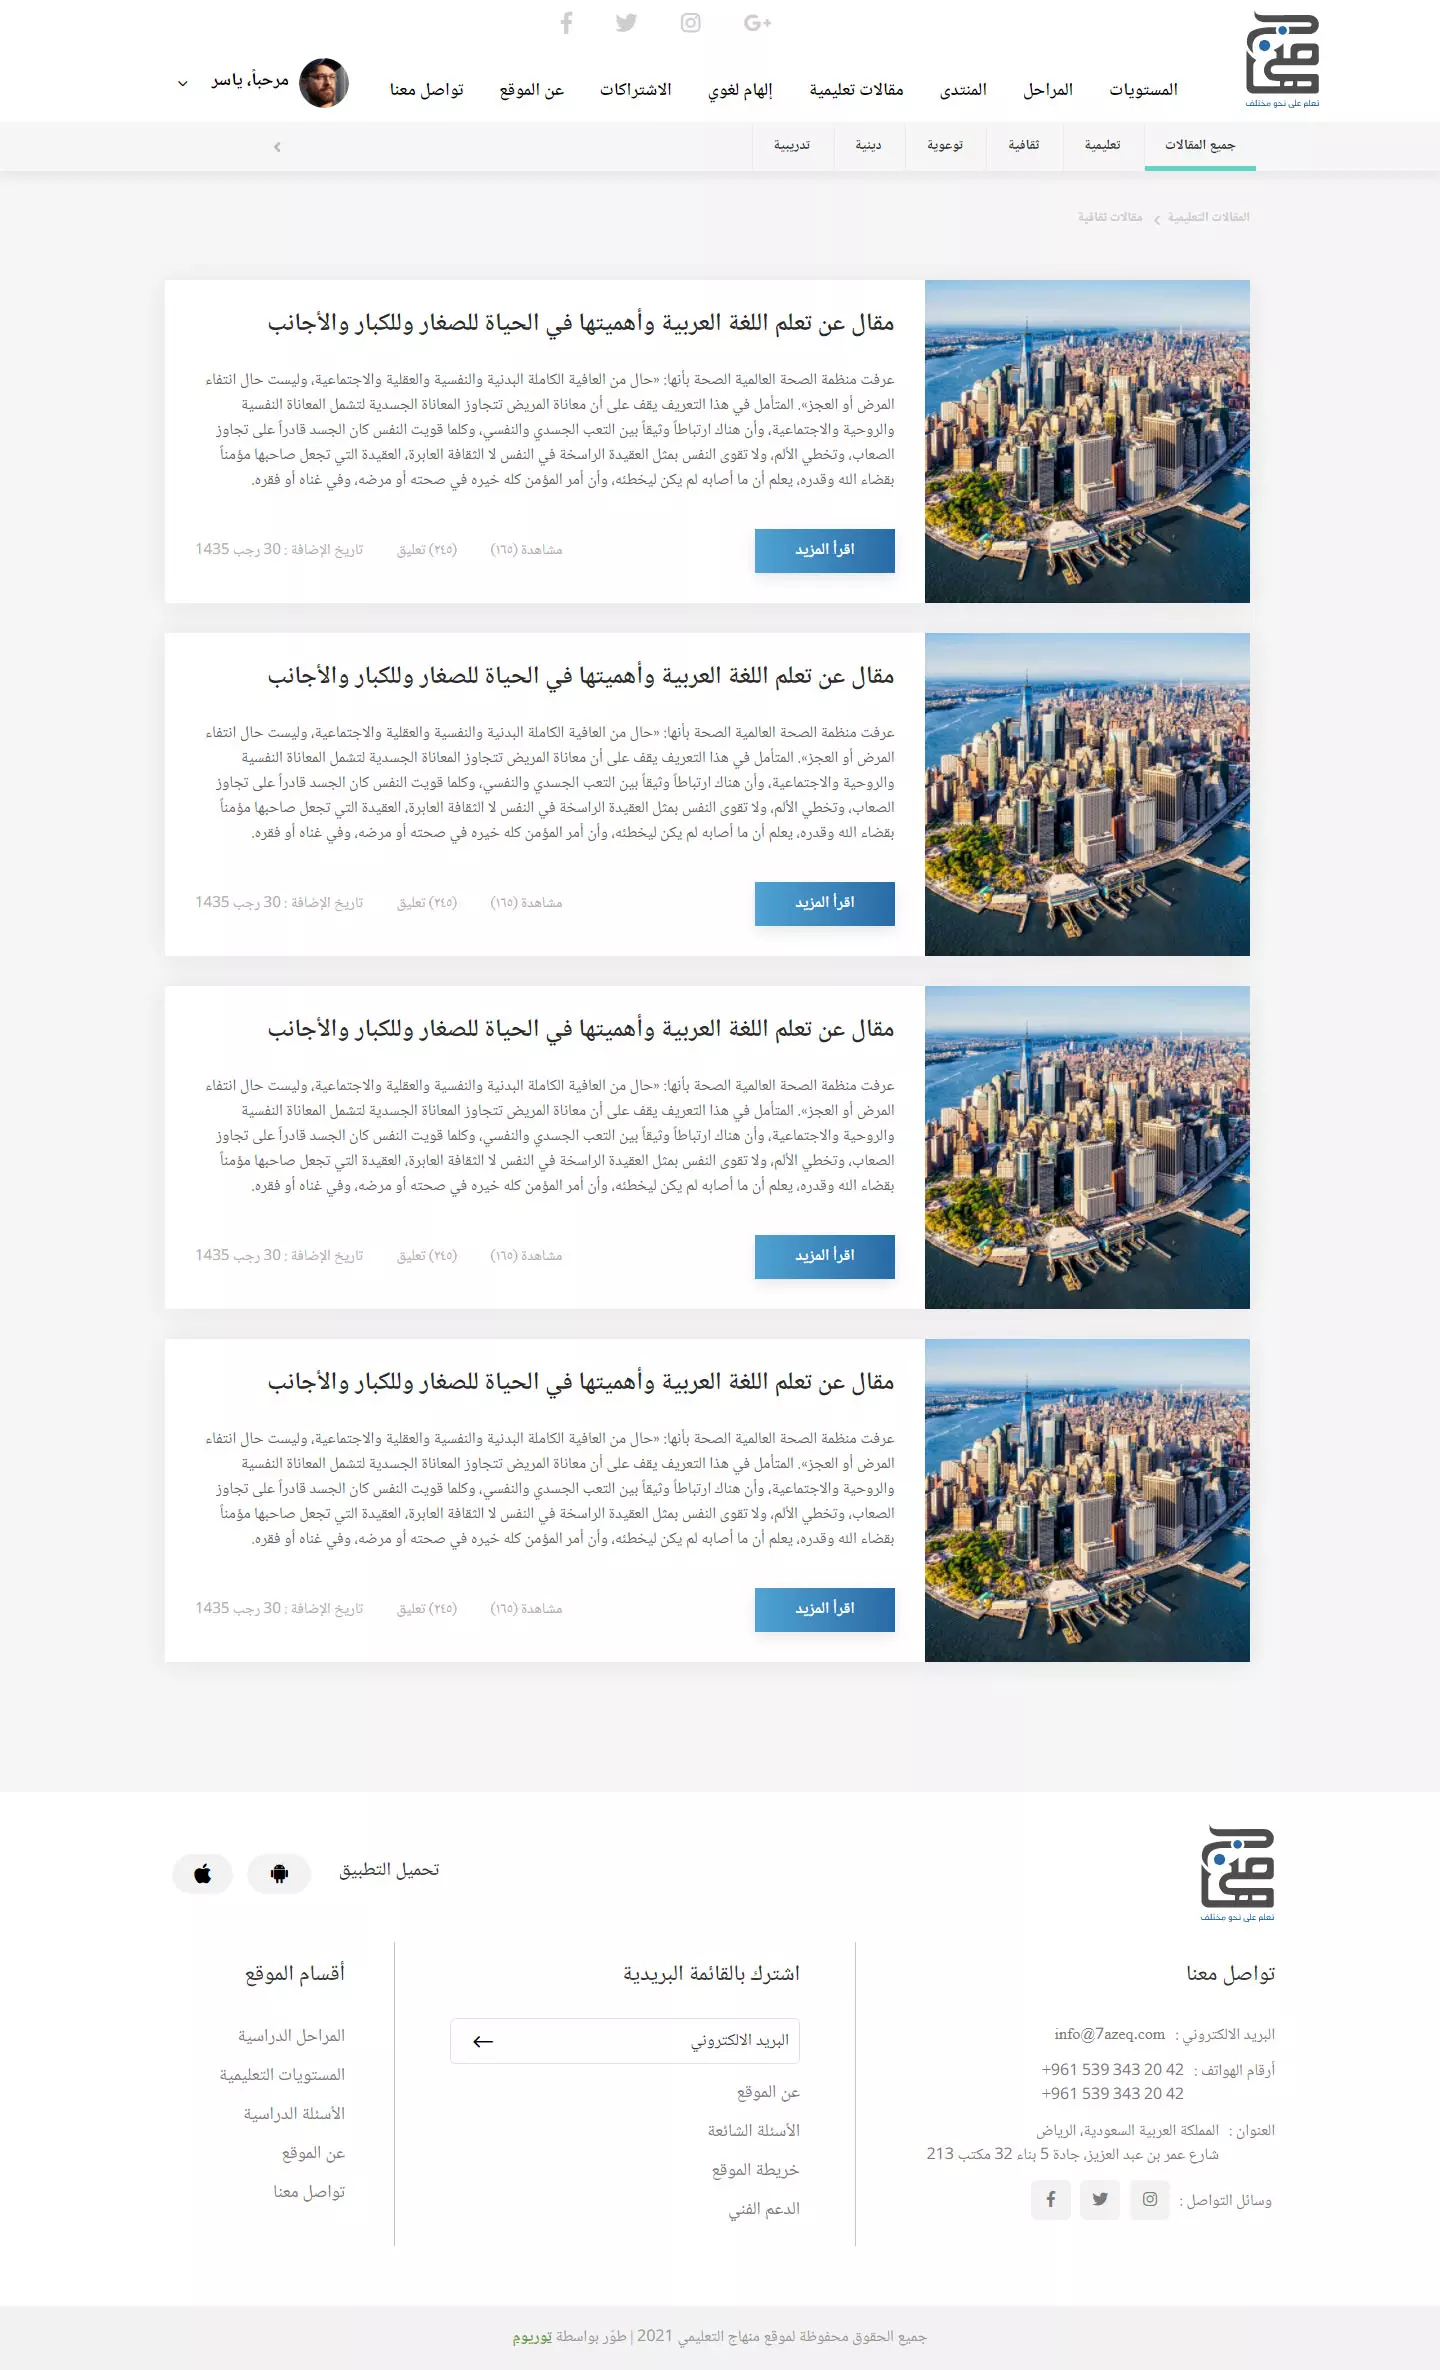 تعلم على نحو مختلف
المستويات
المراحل
المنتدى
مقالات تعليمية
إلهام لغوي
الاشتراكات
عن الموقع
تواصل معنا
مرحباً، ياسر
جميع المقالات
تعليمية
ثقافية
توعوية
دينية
تدريبية
المقالات التعليمية
مقالات ثقافية
مقال عن تعلم اللغة العربية وأهميتها في الحياة للصغار وللكبار والأجانب
عرفت منظمة الصحة العالمية الصحة بأنها: «حال من العافية الكاملة البدنية والنفسية والعقلية والاجتماعية، وليست حال انتفاء
المرض أو العجز». المتأمل في هذا التعريف يقف على أن معاناة المريض تتجاوز المعاناة الجسدية لتشمل المعاناة النفسية
والروحية والاجتماعية، وأن هناك ارتباطاً وثيقاً بين التعب الجسدي والنفسي، وكلما قويت النفس كان الجسد قادراً على تجاوز
الصعاب، وتخطي الألم، ولا تقوى النفس بمثل العقيدة الراسخة في النفس لا الثقافة العابرة، العقيدة التي تجعل صاحبها مؤمناً
بقضاء الله وقدره، يعلم أن ما أصابه لم يكن ليخطئه، وأن أمر المؤمن كله خيره في صحته أو مرضه، وفي غناه أو فقره.
اقرأ المزيد
مشاهدة (١٦٥)
(٢٤٥) تعليق
تاريخ الإضافة : 30 رجب 1435
مقال عن تعلم اللغة العربية وأهميتها في الحياة للصغار وللكبار والأجانب
عرفت منظمة الصحة العالمية الصحة بأنها: «حال من العافية الكاملة البدنية والنفسية والعقلية والاجتماعية، وليست حال انتفاء
المرض أو العجز». المتأمل في هذا التعريف يقف على أن معاناة المريض تتجاوز المعاناة الجسدية لتشمل المعاناة النفسية
والروحية والاجتماعية، وأن هناك ارتباطاً وثيقاً بين التعب الجسدي والنفسي، وكلما قويت النفس كان الجسد قادراً على تجاوز
الصعاب، وتخطي الألم، ولا تقوى النفس بمثل العقيدة الراسخة في النفس لا الثقافة العابرة، العقيدة التي تجعل صاحبها مؤمناً
بقضاء الله وقدره، يعلم أن ما أصابه لم يكن ليخطئه، وأن أمر المؤمن كله خيره في صحته أو مرضه، وفي غناه أو فقره.
اقرأ المزيد
مشاهدة (١٦٥)
(٢٤٥) تعليق
تاريخ الإضافة : 30 رجب 1435
مقال عن تعلم اللغة العربية وأهميتها في الحياة للصغار وللكبار والأجانب
عرفت منظمة الصحة العالمية الصحة بأنها: «حال من العافية الكاملة البدنية والنفسية والعقلية والاجتماعية، وليست حال انتفاء
المرض أو العجز». المتأمل في هذا التعريف يقف على أن معاناة المريض تتجاوز المعاناة الجسدية لتشمل المعاناة النفسية
والروحية والاجتماعية، وأن هناك ارتباطاً وثيقاً بين التعب الجسدي والنفسي، وكلما قويت النفس كان الجسد قادراً على تجاوز
الصعاب، وتخطي الألم، ولا تقوى النفس بمثل العقيدة الراسخة في النفس لا الثقافة العابرة، العقيدة التي تجعل صاحبها مؤمناً
بقضاء الله وقدره، يعلم أن ما أصابه لم يكن ليخطئه، وأن أمر المؤمن كله خيره في صحته أو مرضه، وفي غناه أو فقره.
اقرأ المزيد
مشاهدة (١٦٥)
(٢٤٥) تعليق
تاريخ الإضافة : 30 رجب 1435
مقال عن تعلم اللغة العربية وأهميتها في الحياة للصغار وللكبار والأجانب
عرفت منظمة الصحة العالمية الصحة بأنها: «حال من العافية الكاملة البدنية والنفسية والعقلية والاجتماعية، وليست حال انتفاء
المرض أو العجز». المتأمل في هذا التعريف يقف على أن معاناة المريض تتجاوز المعاناة الجسدية لتشمل المعاناة النفسية
والروحية والاجتماعية، وأن هناك ارتباطاً وثيقاً بين التعب الجسدي والنفسي، وكلما قويت النفس كان الجسد قادراً على تجاوز
الصعاب، وتخطي الألم، ولا تقوى النفس بمثل العقيدة الراسخة في النفس لا الثقافة العابرة، العقيدة التي تجعل صاحبها مؤمناً
بقضاء الله وقدره، يعلم أن ما أصابه لم يكن ليخطئه، وأن أمر المؤمن كله خيره في صحته أو مرضه، وفي غناه أو فقره.
اقرأ المزيد
مشاهدة (١٦٥)
(٢٤٥) تعليق
تاريخ الإضافة : 30 رجب 1435
تعلم على نحو مختلف
تحميل التطبيق
تواصل معنا
البريد الالكتروني : info@7azeq.com
أرقام الهواتف : +961 539 343 20 42
+961 539 343 20 42
العنوان : المملكة العربية السعودية، الرياض
شارع عمر بن عبد العزيز، جادة 5 بناء 32 مكتب 213
وسائل التواصل :
اشترك بالقائمة البريدية
البريد الالكتروني
عن الموقع
الأسئلة الشائعة
خريطة الموقع
الدعم الفني
أقسام الموقع
المراحل الدراسية
المستويات التعليمية
الأسئلة الدراسية
عن الموقع
تواصل معنا
جميع الحقوق محفوظة لموقع منهاج التعليمي 2021 | طوّر بواسطة توريوم